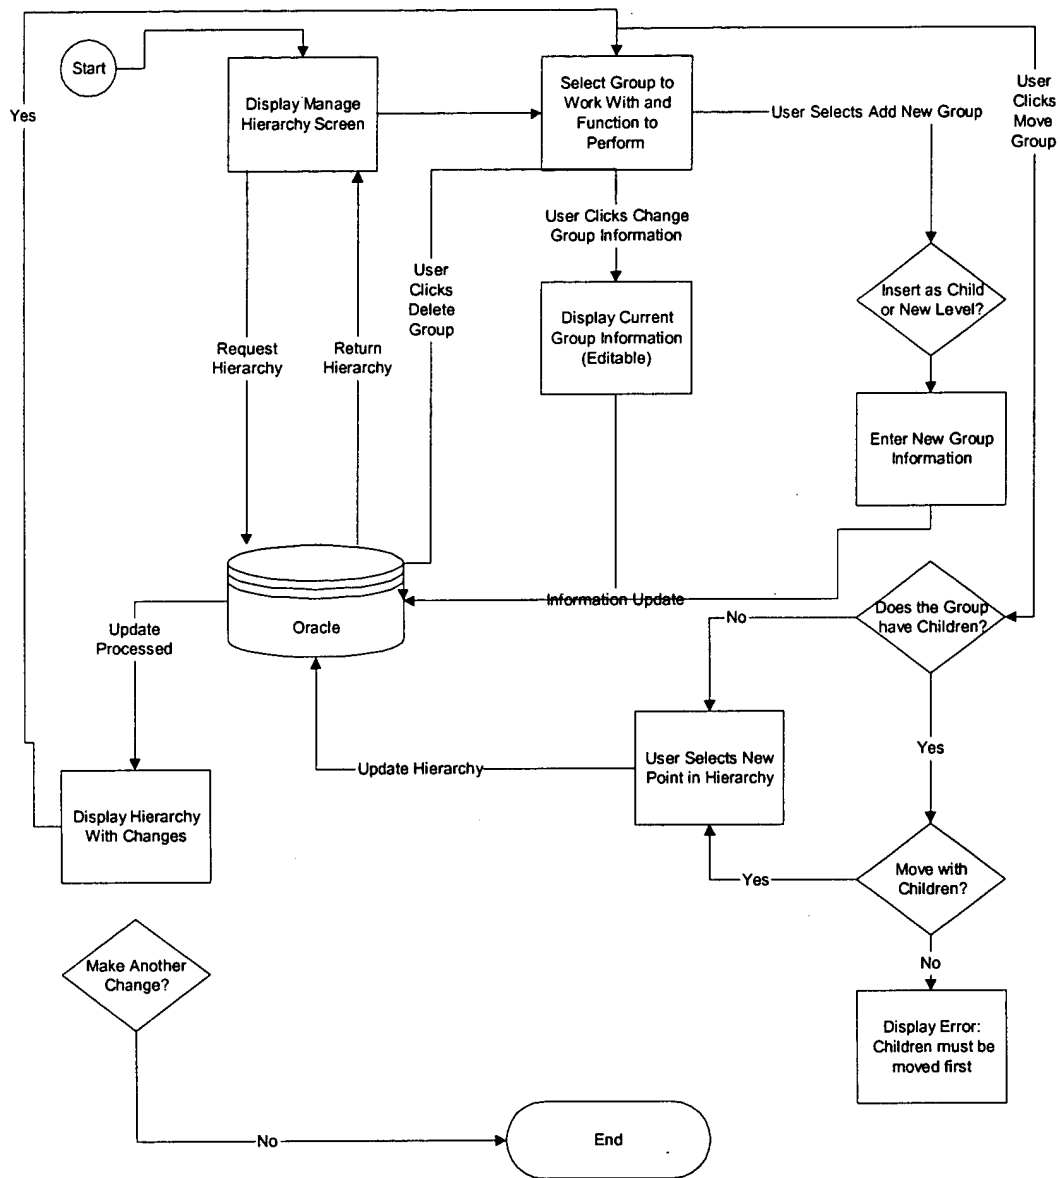 Start
Yes
Display Manage
Hierarchy Screen
Select Group to
Work With and
Function to
Perform
User Selects Add New Group
User
Clicks
Move
Group
User Clicks Change
Group Information
User
Clicks
Delete
Group
Insert as Child
or New Level?
Display Current
Group Information
(Editable)
Request
Hierarchy
Return
Hierarchy
Enter New Group
Information
Oracle
Information Update
Does the Group
have Children?
No
Update
Processed
Yes
User Selects New
Point in Hierarchy
Update Hierarchy
Display Hierarchy
With Changes
Move with
Children?
Yes
No
Make Another
Change?
Display Error:
Children must be
moved first
No
End